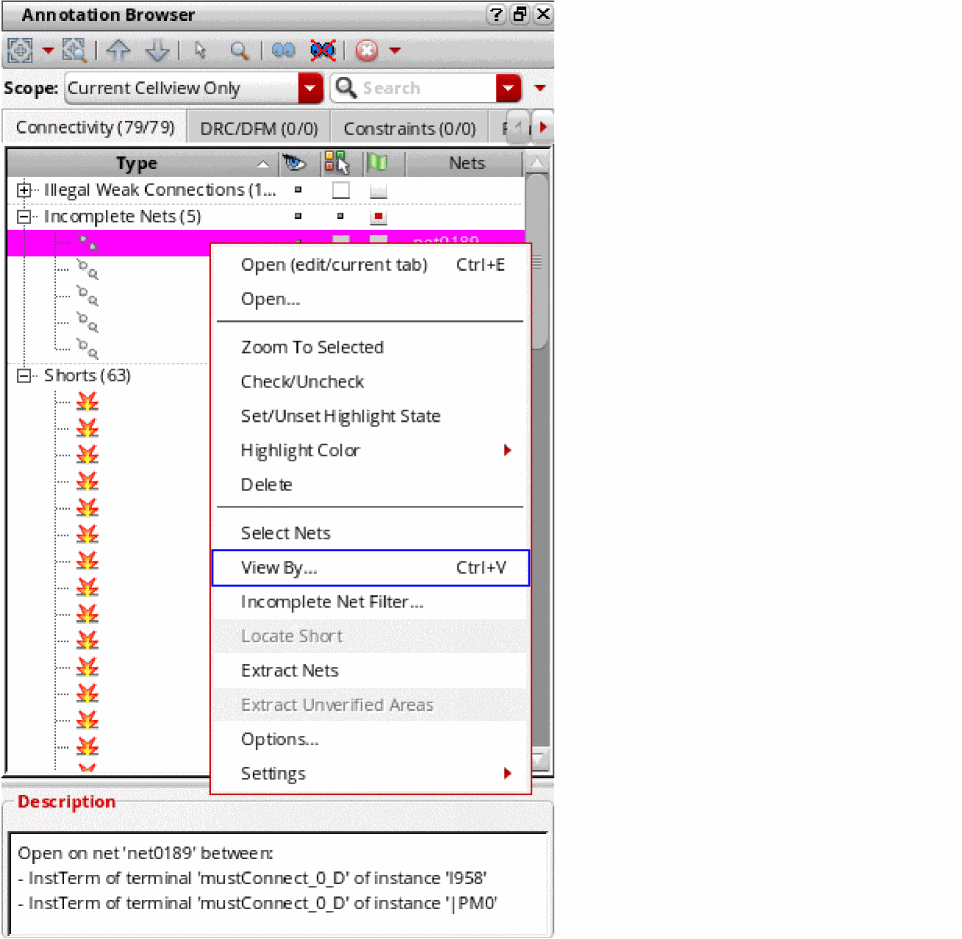 Annotation Browser
Scope: Current Cellview Only Search
Connectivity (79/79) DRC/DFM (0/0) Constraints (0/0)
Type Nets
Illegal Weak Connections (1...
Incomplete Nets (5)
net0189
Open (edit/current tab) Ctrl+E
Open...
Zoom To Selected
Shorts (63)
Check/Uncheck
Set/Unset Highlight State
Highlight Color
Delete
Select Nets
View By... Ctrl+V
Incomplete Net Filter...
Locate Short
Extract Nets
Extract Unverified Areas
Options...
Settings
Description
Open on net 'net0189' between:
- InstTerm of terminal 'mustConnect_0_D' of instance 'I958'
- InstTerm of terminal 'mustConnect_0_D' of instance '|PM0'